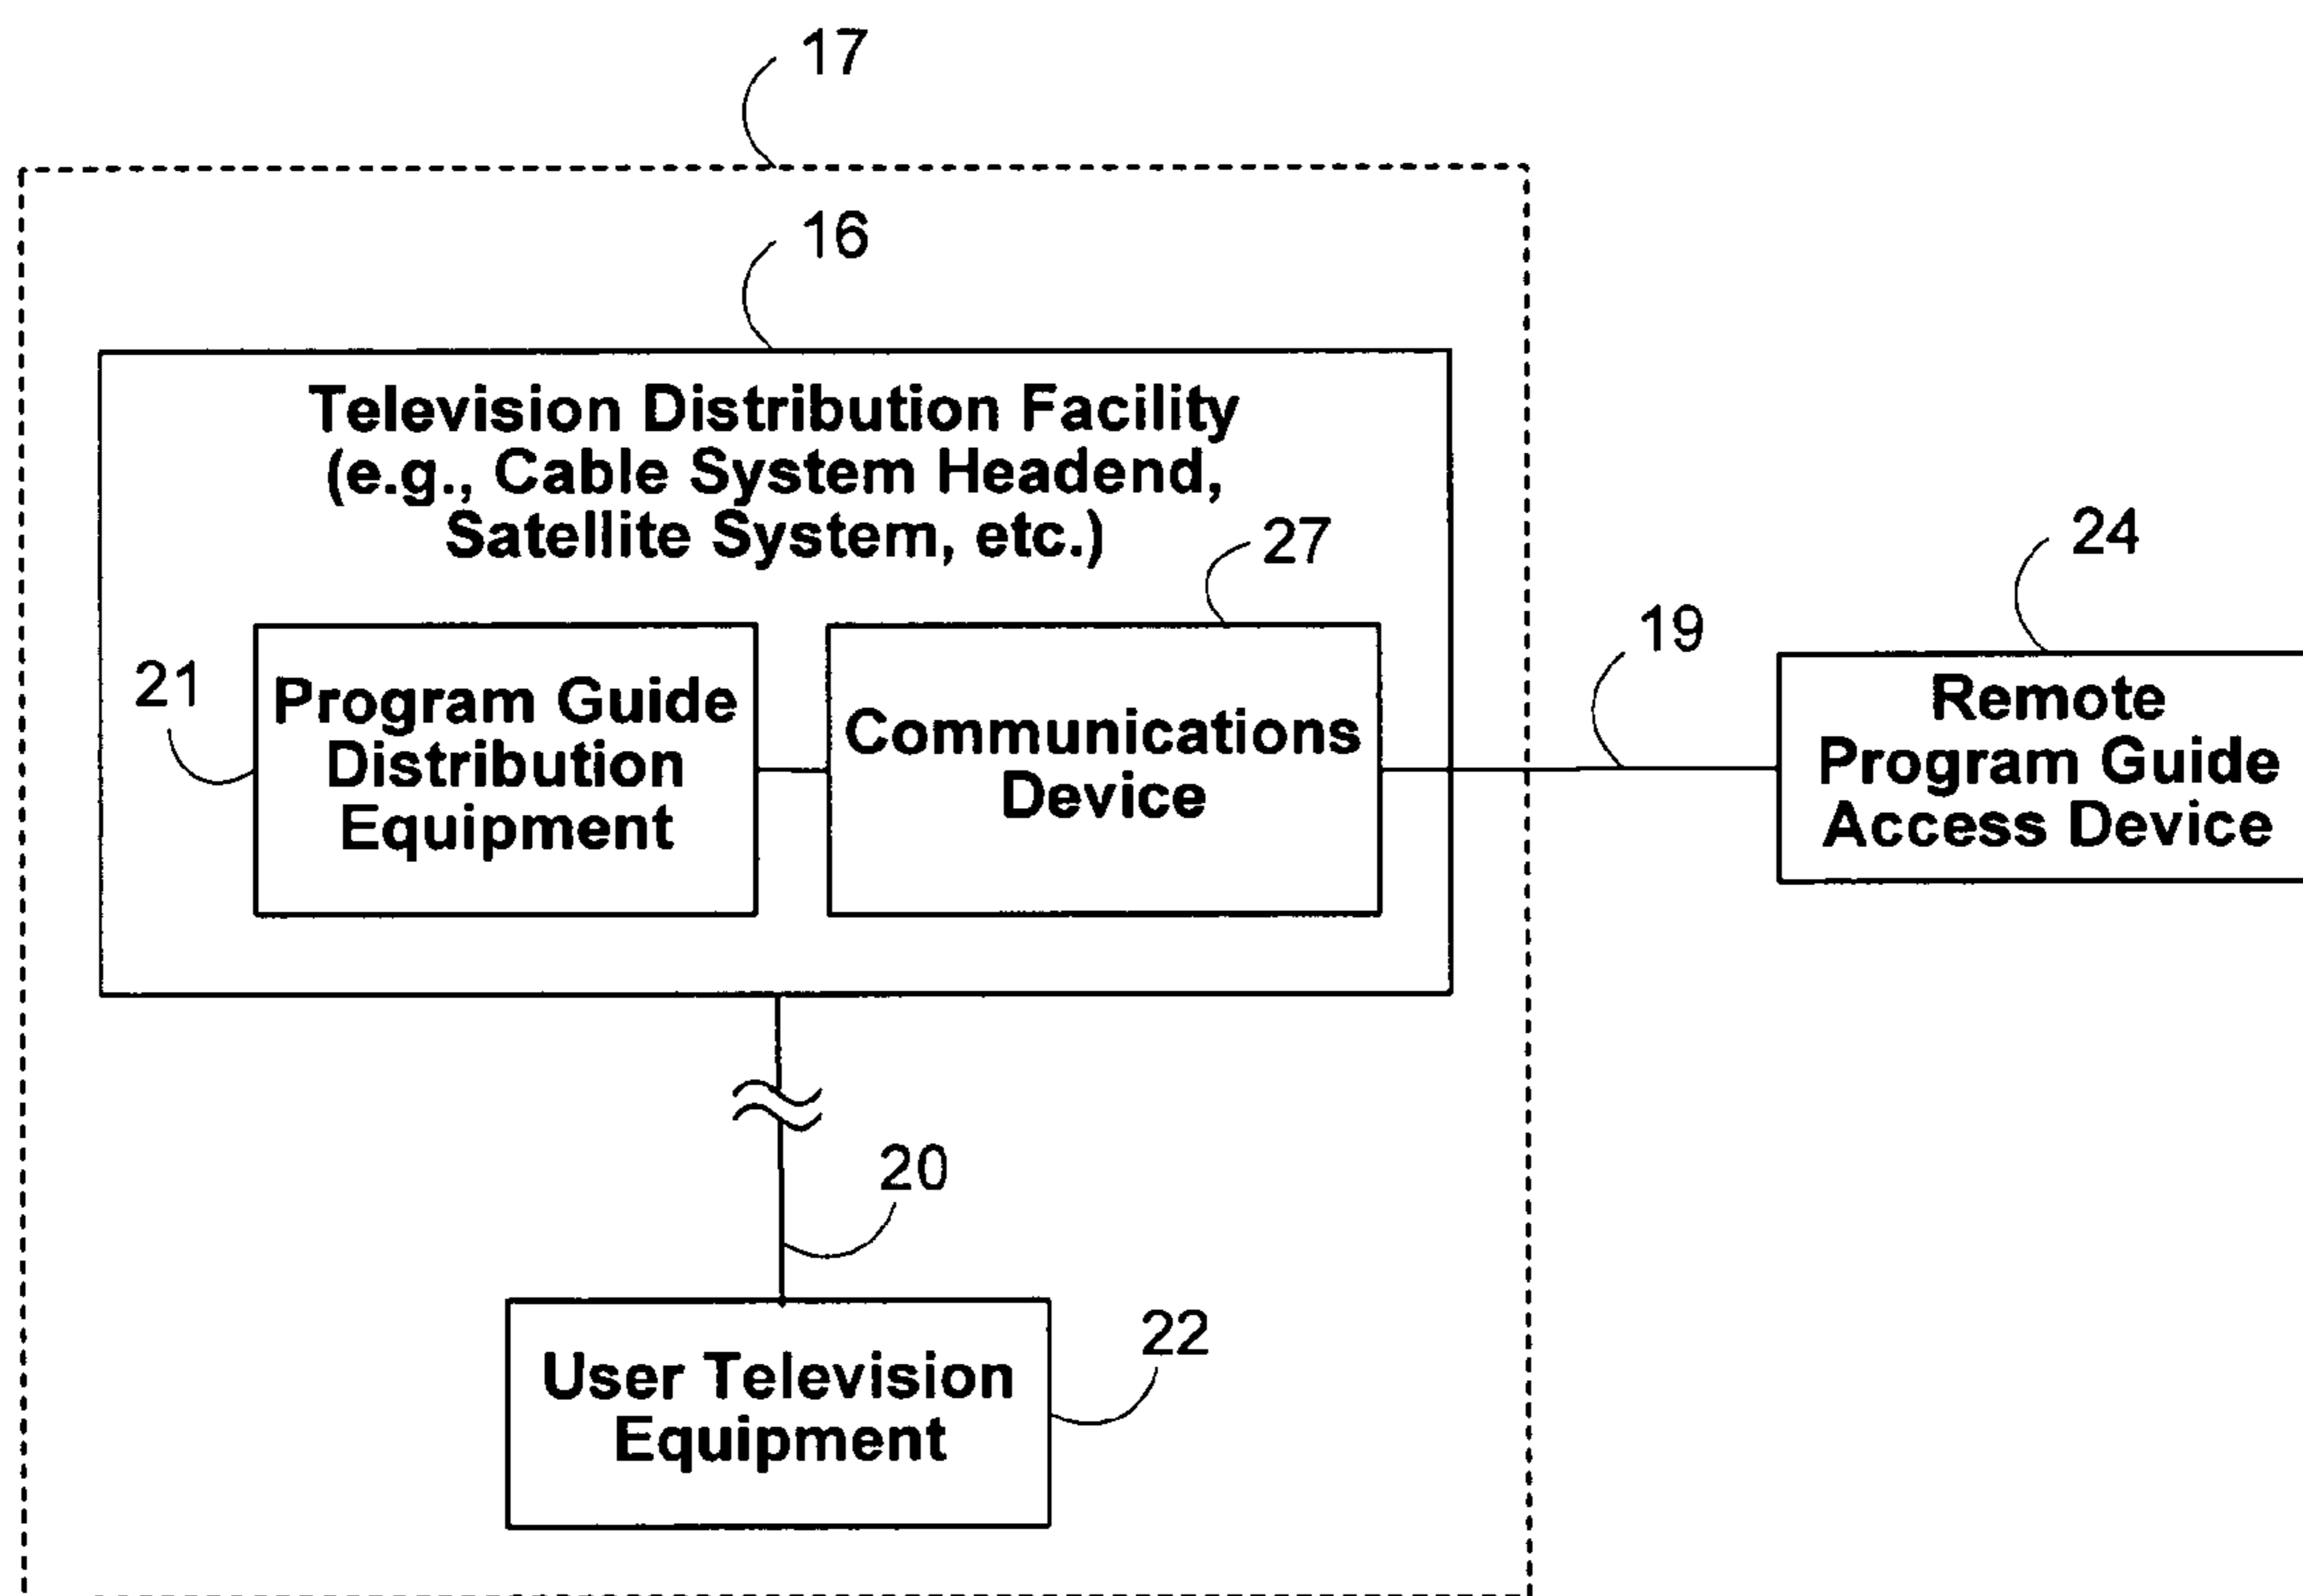 17
16
Television Distribution Facility
(e.g., Cable System Headend,
Satellite System, etc.)
27
24
19
21
Program Guide
Distribution
Equipment
Communications
Device
Remote
Program Guide
Access Device
20
22
User Television
Equipment